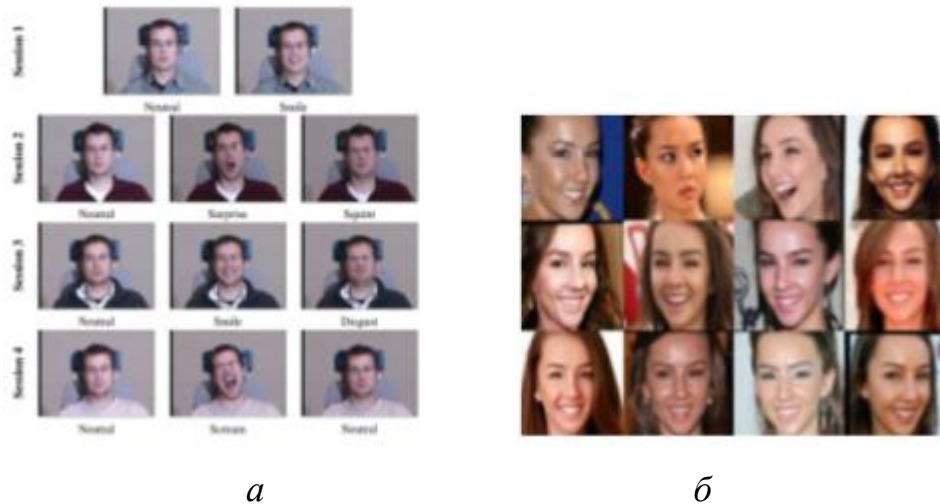 Session 1
Neutral Smile
Session 2
Neutral Surprise Squint
Session 3
Neutral Smile Disgust
Session 4
Neutral Scream Neutral
а б